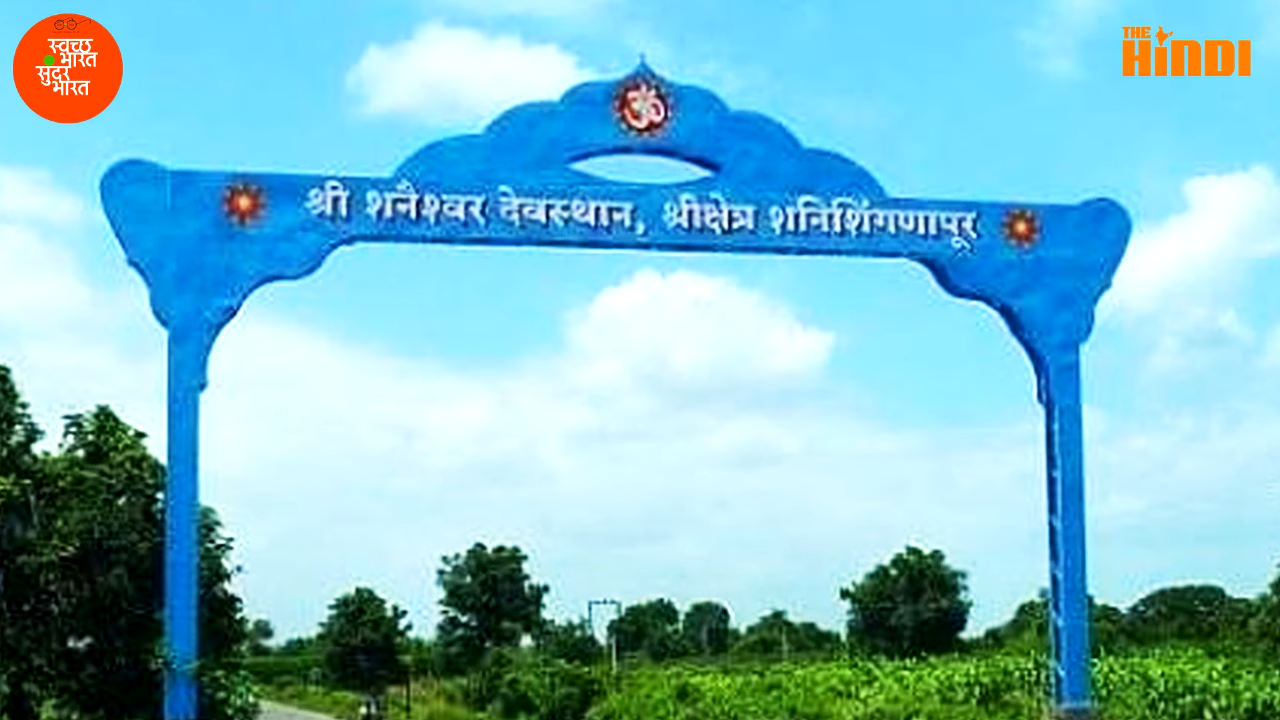 स्वच्छ
भारत
सुंदर
भारत
THE
HiNDI
ॐ
श्री शनैश्वर देवस्थान, श्रीक्षेत्र शनिशिंगणापूर